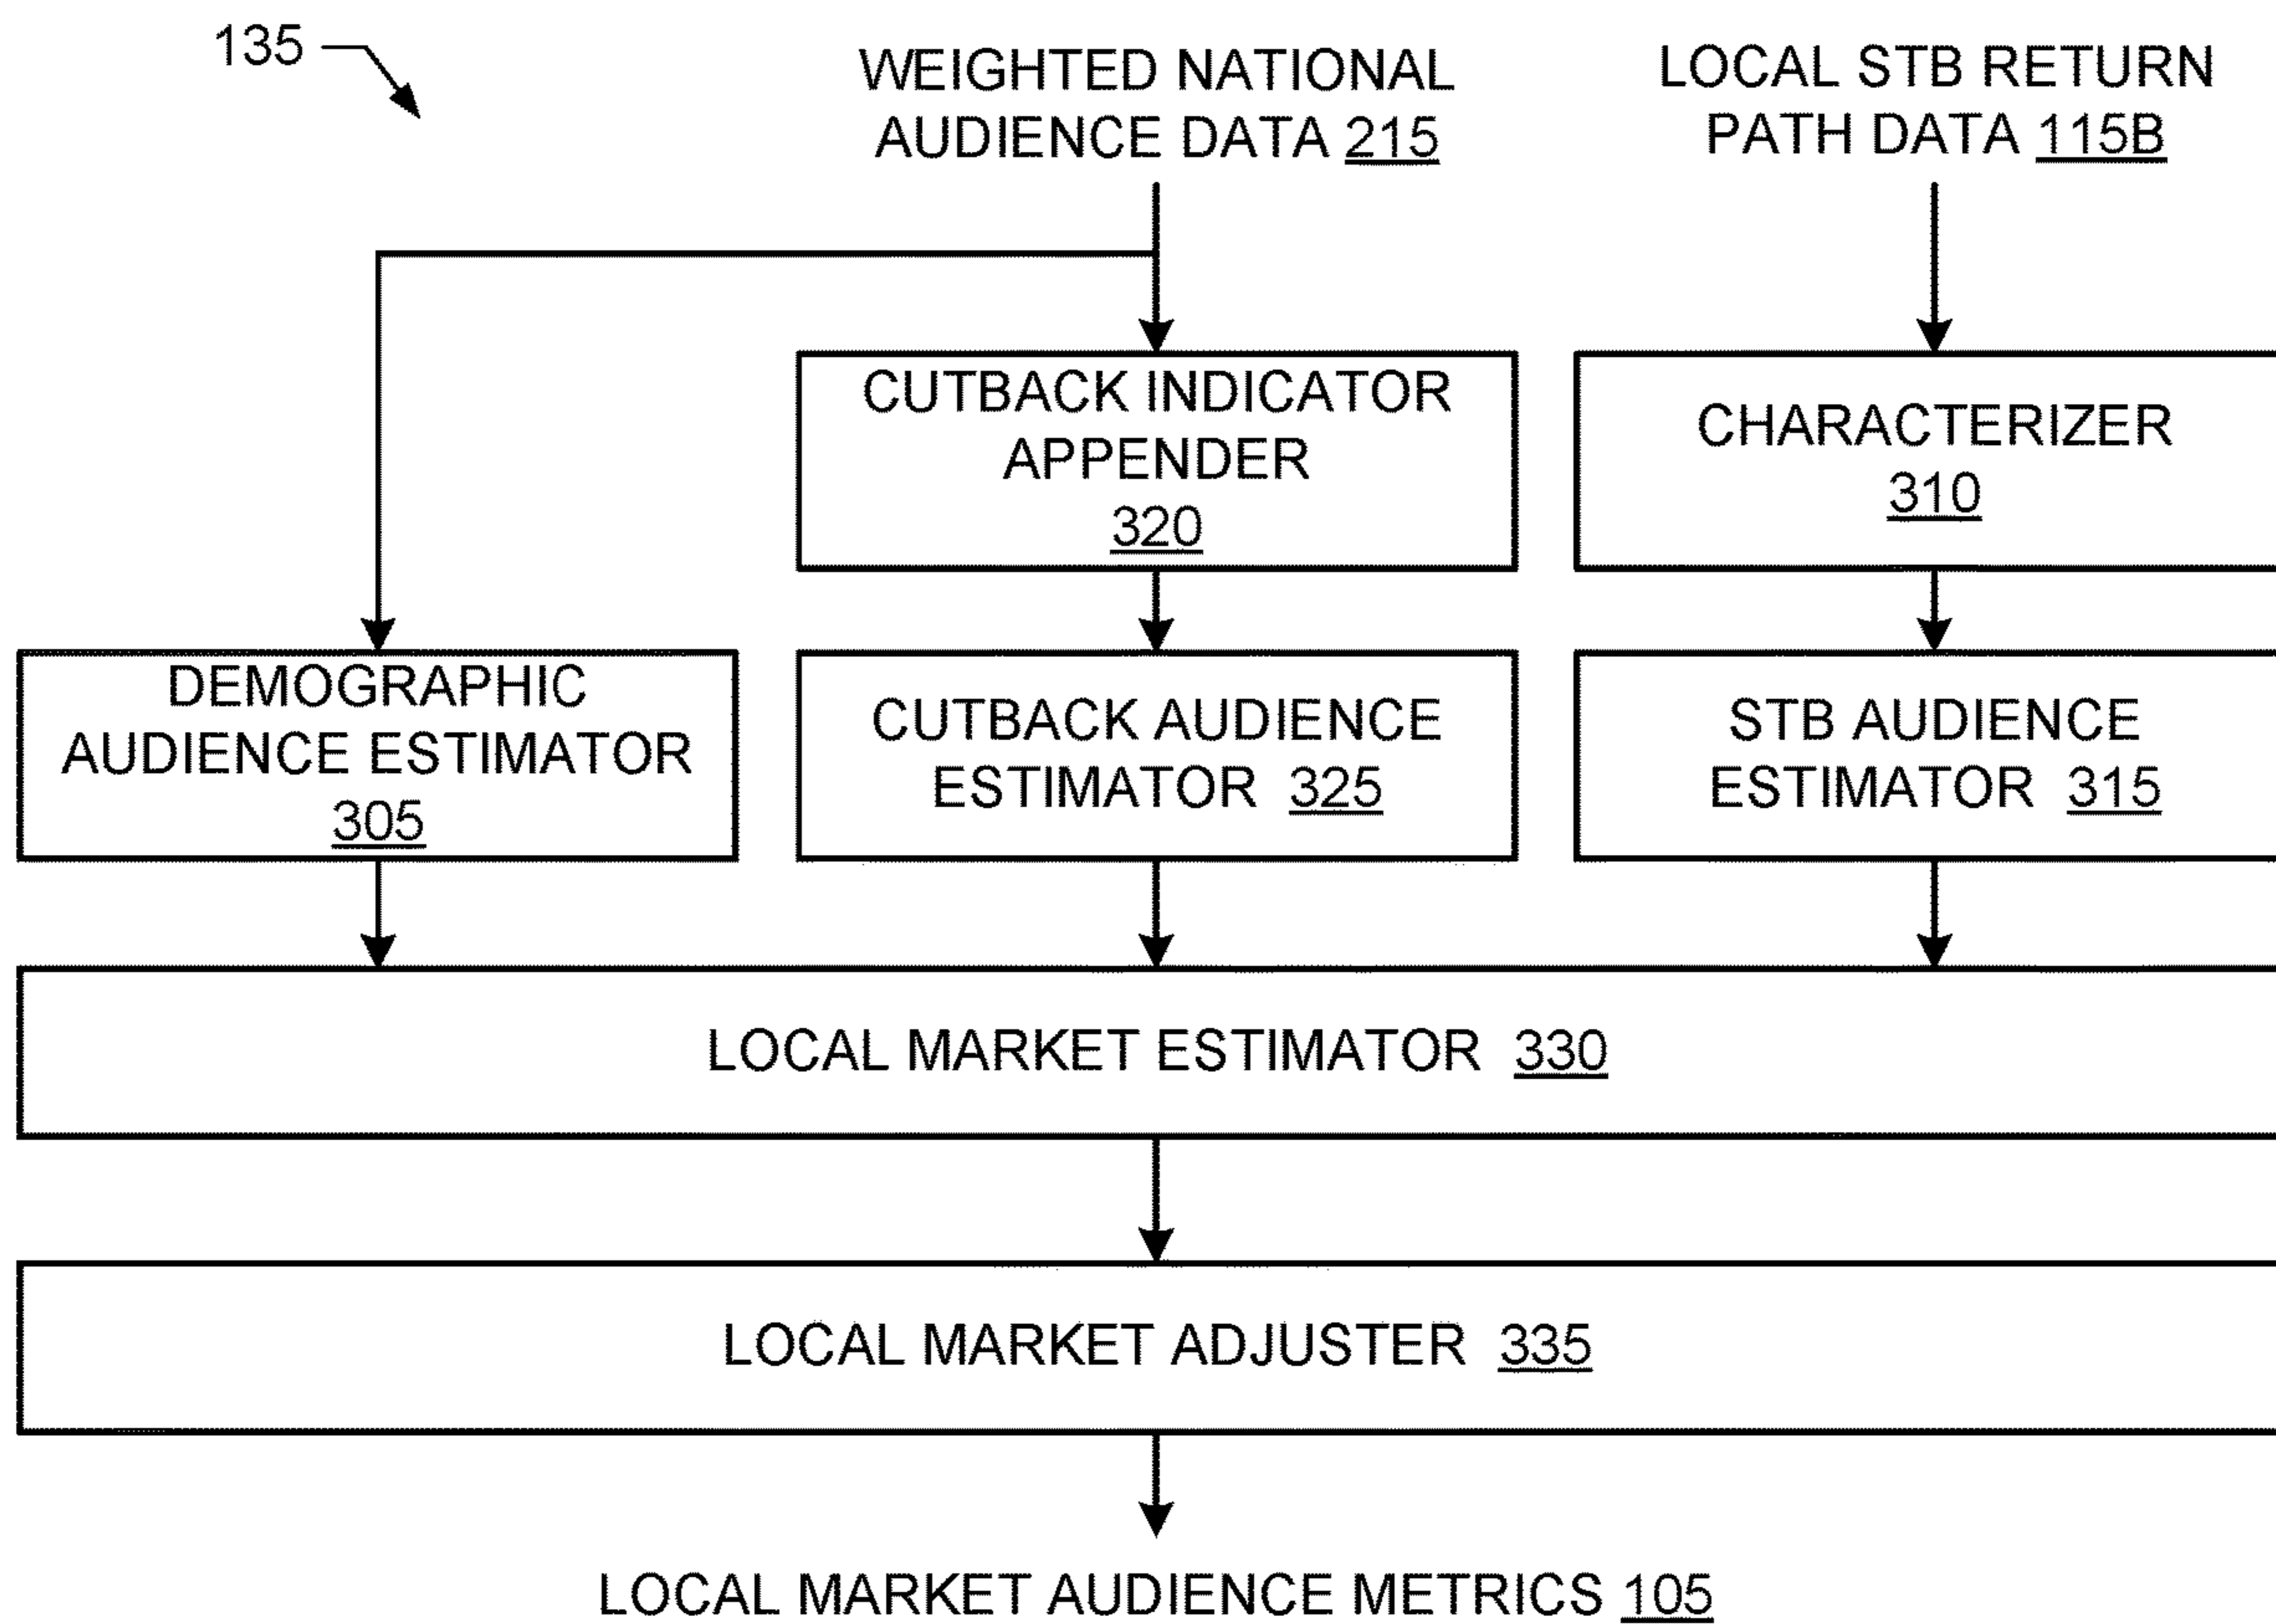 135
WEIGHTED NATIONAL
AUDIENCE DATA 215
LOCAL STB RETURN
PATH DATA 115B
CUTBACK INDICATOR
APPENDER
320
CHARACTERIZER
310
DEMOGRAPHIC
AUDIENCE ESTIMATOR
305
CUTBACK AUDIENCE
ESTIMATOR 325
STB AUDIENCE
ESTIMATOR 315
LOCAL MARKET ESTIMATOR 330
LOCAL MARKET ADJUSTER 335
LOCAL MARKET AUDIENCE METRICS 105